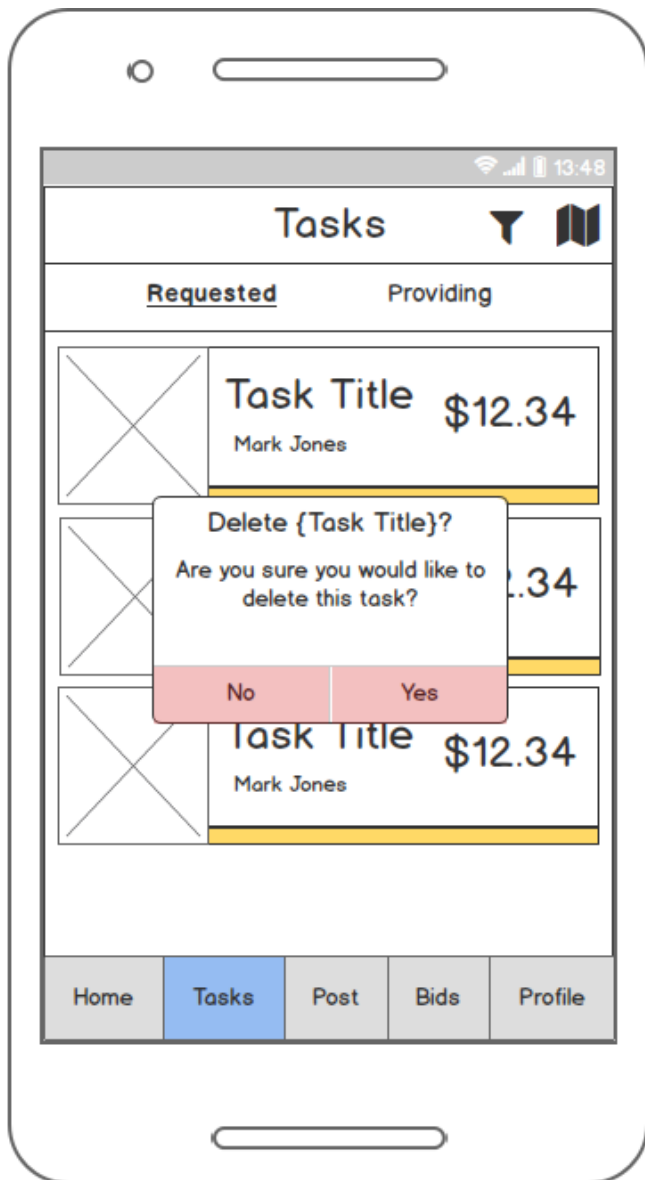 13:48
Tasks
Requested Providing
Task Title
$12.34
Mark Jones
Delete {Task Title}?
Are you sure you would like to
delete this task?
.34
No Yes
Task Title
$12.34
Mark Jones
Home Tasks Post Bids Profile